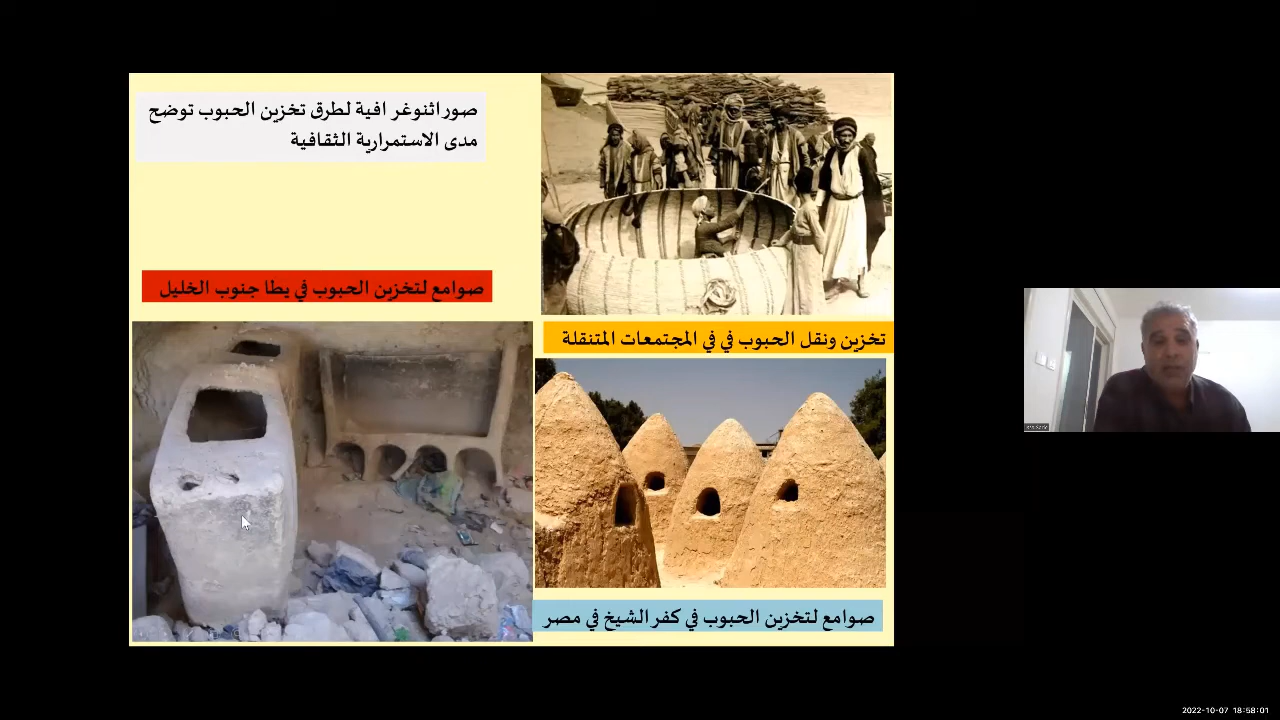 صور اثنوغرافية لطرق تخزين الحبوب توضح
مدى الاستمرارية الثقافية
صوامع لتخزين الحبوب في يطا جنوب الخليل
تخزين ونقل الحبوب في في المجتمعات المتنقلة
صوامع لتخزين الحبوب في كفر الشيخ في مصر
2022-10-07 18:58:01